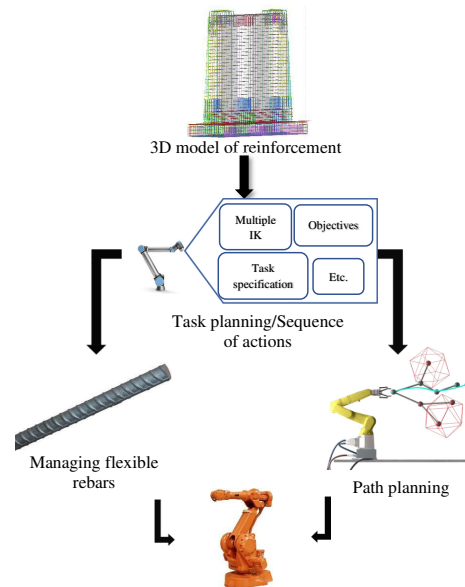 3D model of reinforcement
Multiple
IK
Objectives
Task
specification
Etc.
Task planning/Sequence
of actions
Managing flexible
rebars
Path planning